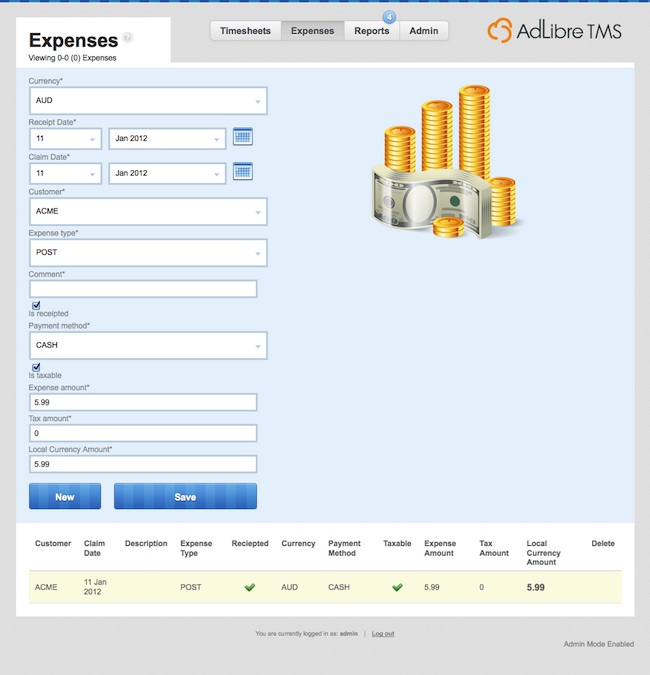 4
Timesheets Expenses Reports Admin
AdLibre TMS
Expenses ?
Viewing 0-0 (0) Expenses
Currency*
AUD
Receipt Date*
11 Jan 2012
Claim Date*
11 Jan 2012
Customer*
ACME
Expense type*
POST
Comment*
Is receipted
Payment method*
CASH
Is taxable
Expense amount*
5.99
Tax amount*
0
Local Currency Amount*
5.99
New Save
Customer Claim Date Description Expense Type Reciepted Currency Payment Method Taxable Expense Amount Tax Amount Local Currency Amount Delete
ACME 11 Jan 2012 POST AUD CASH 5.99 0 5.99
You are currently logged in as: admin | Log out
Admin Mode Enabled